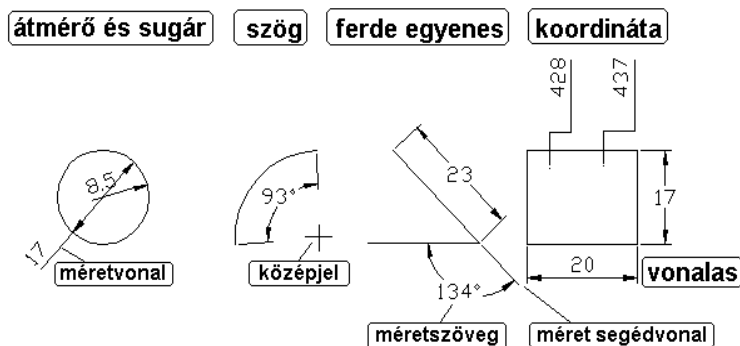 átmérő és sugár
szög
ferde egyenes
koordináta
428
437
8.5
93°
23
17
17
méretvonal
középjel
134°
20
vonalas
méretszöveg
méret segédvonal